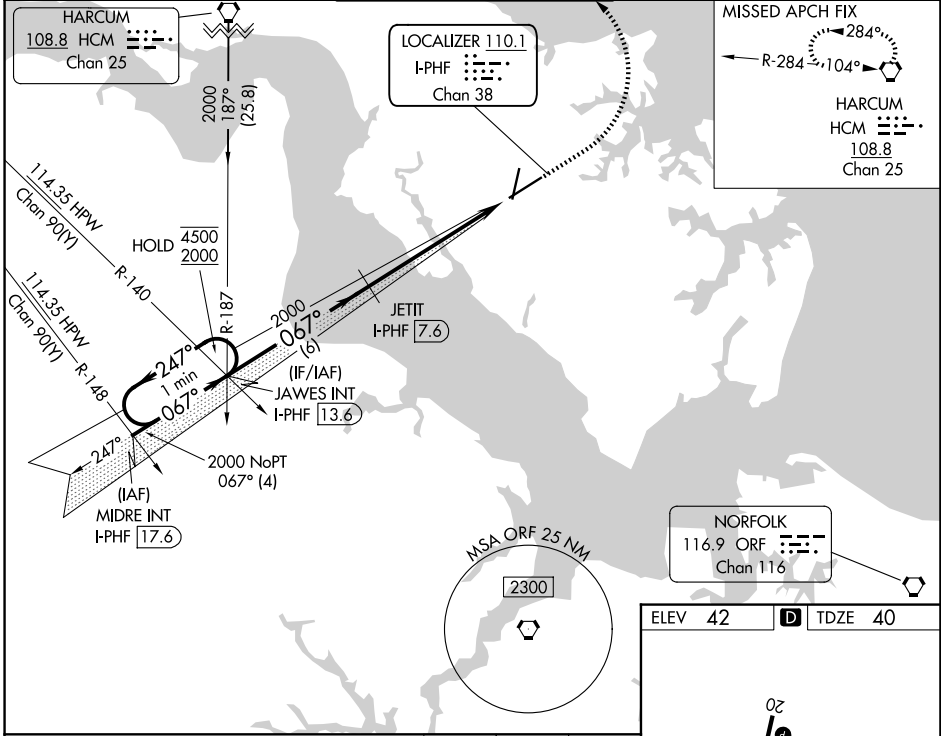 HARCUM
108.8 HCM
Chan 25
2000
187°
(25.8)
LOCALIZER 110.1
I-PHF
Chan 38
MISSED APCH FIX
284°
R-284
104°
HARCUM
HCM
108.8
Chan 25
114.35 HPW
Chan 90(Y)
R-140
114.35 HPW
Chan 90(Y)
R-148
HOLD 4500
2000
R-187
2000
067°
(6)
JETIT
I-PHF 7.6
247°
1 min
067°
(IF/IAF)
JAWES INT
I-PHF 13.6
247°
2000 NoPT
067° (4)
(IAF)
MIDRE INT
I-PHF 17.6
MSA ORF 25 NM
2300
NORFOLK
116.9 ORF
Chan 116
ELEV 42 D TDZE 40
20